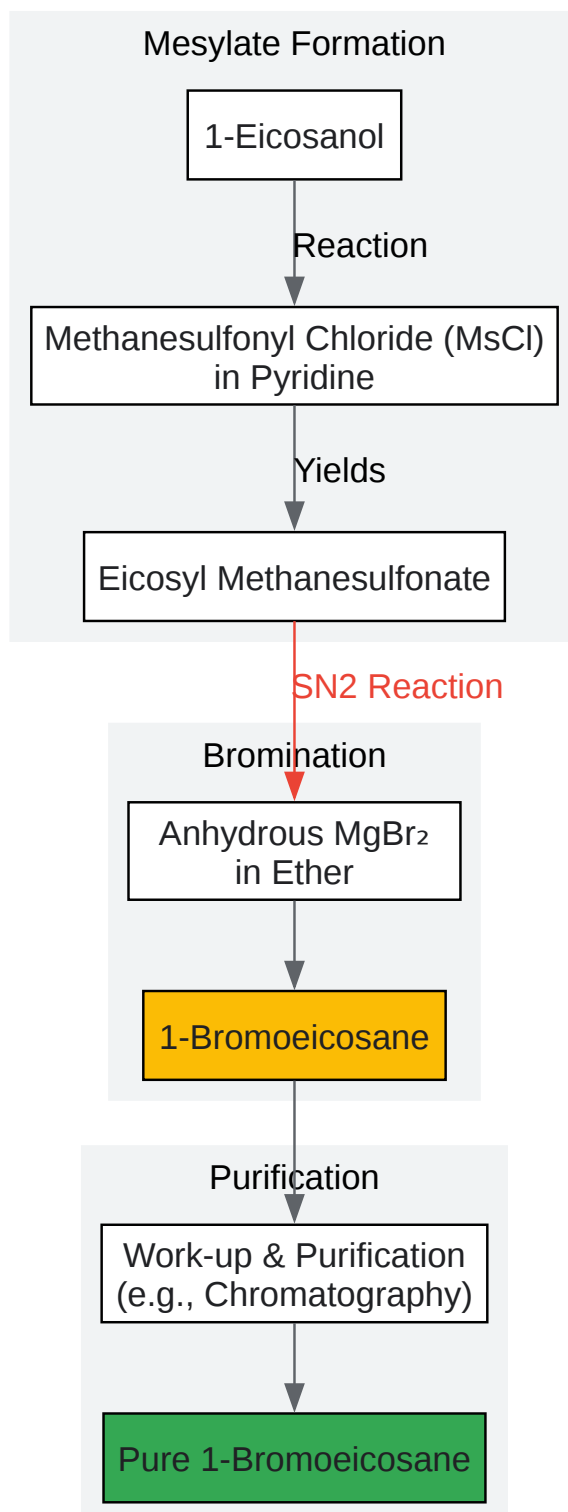 Mesylate Formation
1-Eicosanol
Reaction
Methanesulfonyl Chloride (MsCl)
in Pyridine
Yields
Eicosyl Methanesulfonate
SN2 Reaction
Bromination
Anhydrous MgBr₂
in Ether
1-Bromoeicosane
Purification
Work-up & Purification
(e.g., Chromatography)
Pure 1-Bromoeicosane